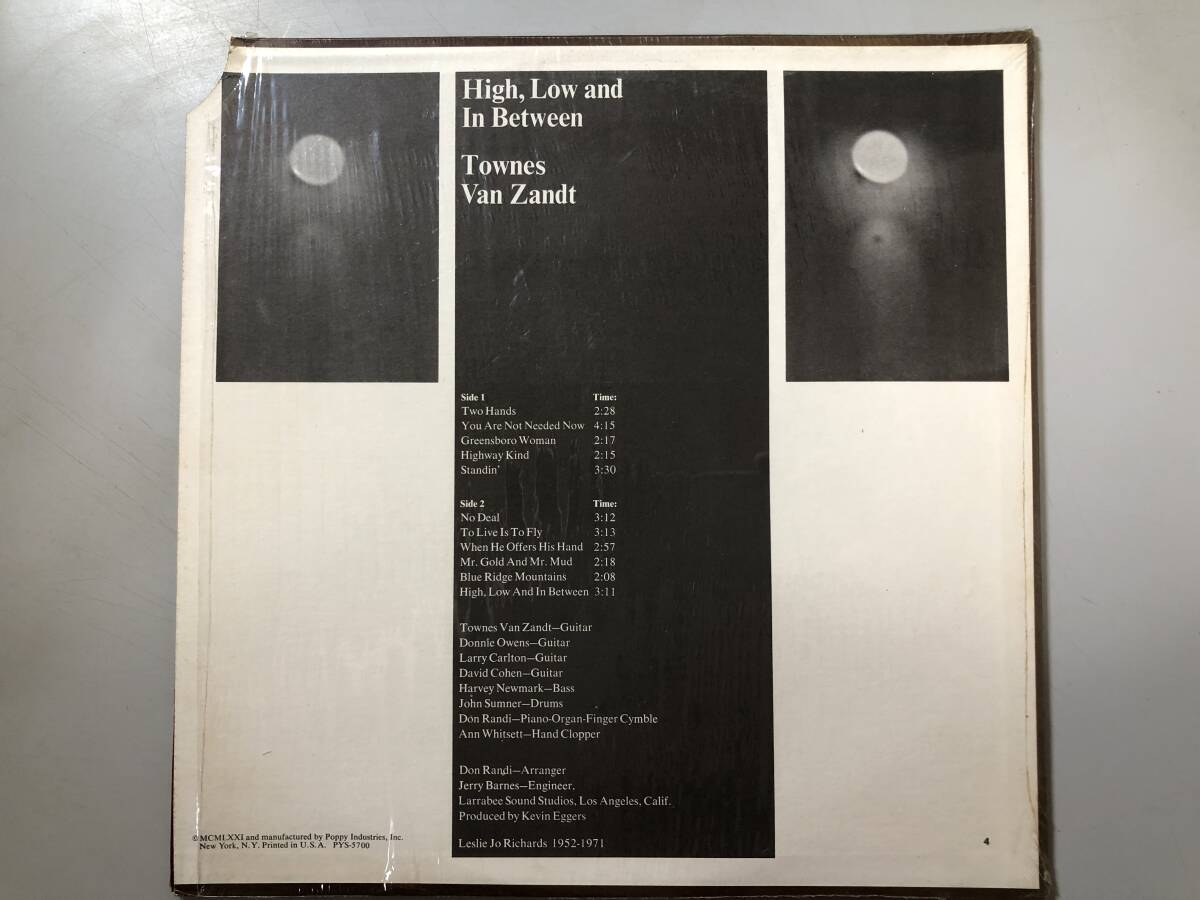 High, Low and
In Between
Townes
Van Zandt
Side 1 Time:
Two Hands 2:28
You Are Not Needed Now 4:15
Greensboro Woman 2:17
Highway Kind 2:15
Standin' 3:30
Side 2 Time:
No Deal 3:12
To Live Is To Fly 3:13
When He Offers His Hand 2:57
Mr. Gold And Mr. Mud 2:18
Blue Ridge Mountains 2:08
High, Low And In Between 3:11
Townes Van Zandt—Guitar
Donnie Owens—Guitar
Larry Carlton—Guitar
David Cohen—Guitar
Harvey Newmark—Bass
John Sumner—Drums
Don Randi—Piano-Organ-Finger Cymble
Ann Whitsett—Hand Clopper
Don Randi—Arranger
Jerry Barnes—Engineer.
Larrabee Sound Studios, Los Angeles, Calif.
Produced by Kevin Eggers
Leslie Jo Richards 1952-1971
©MCMLXXI and manufactured by Poppy Industries, Inc.
New York, N.Y. Printed in U.S.A. PYS-5700
4